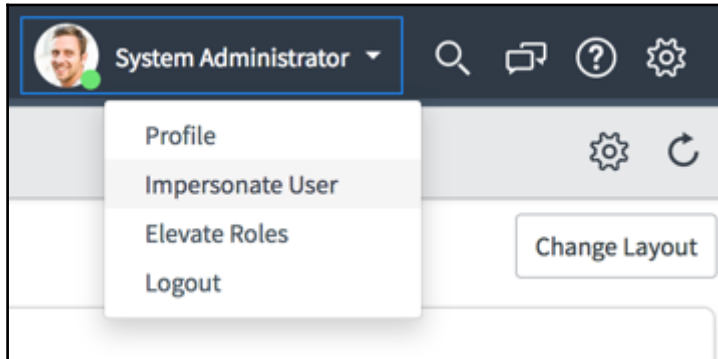 System Administrator
Profile
Impersonate User
Elevate Roles
Logout
Change Layout